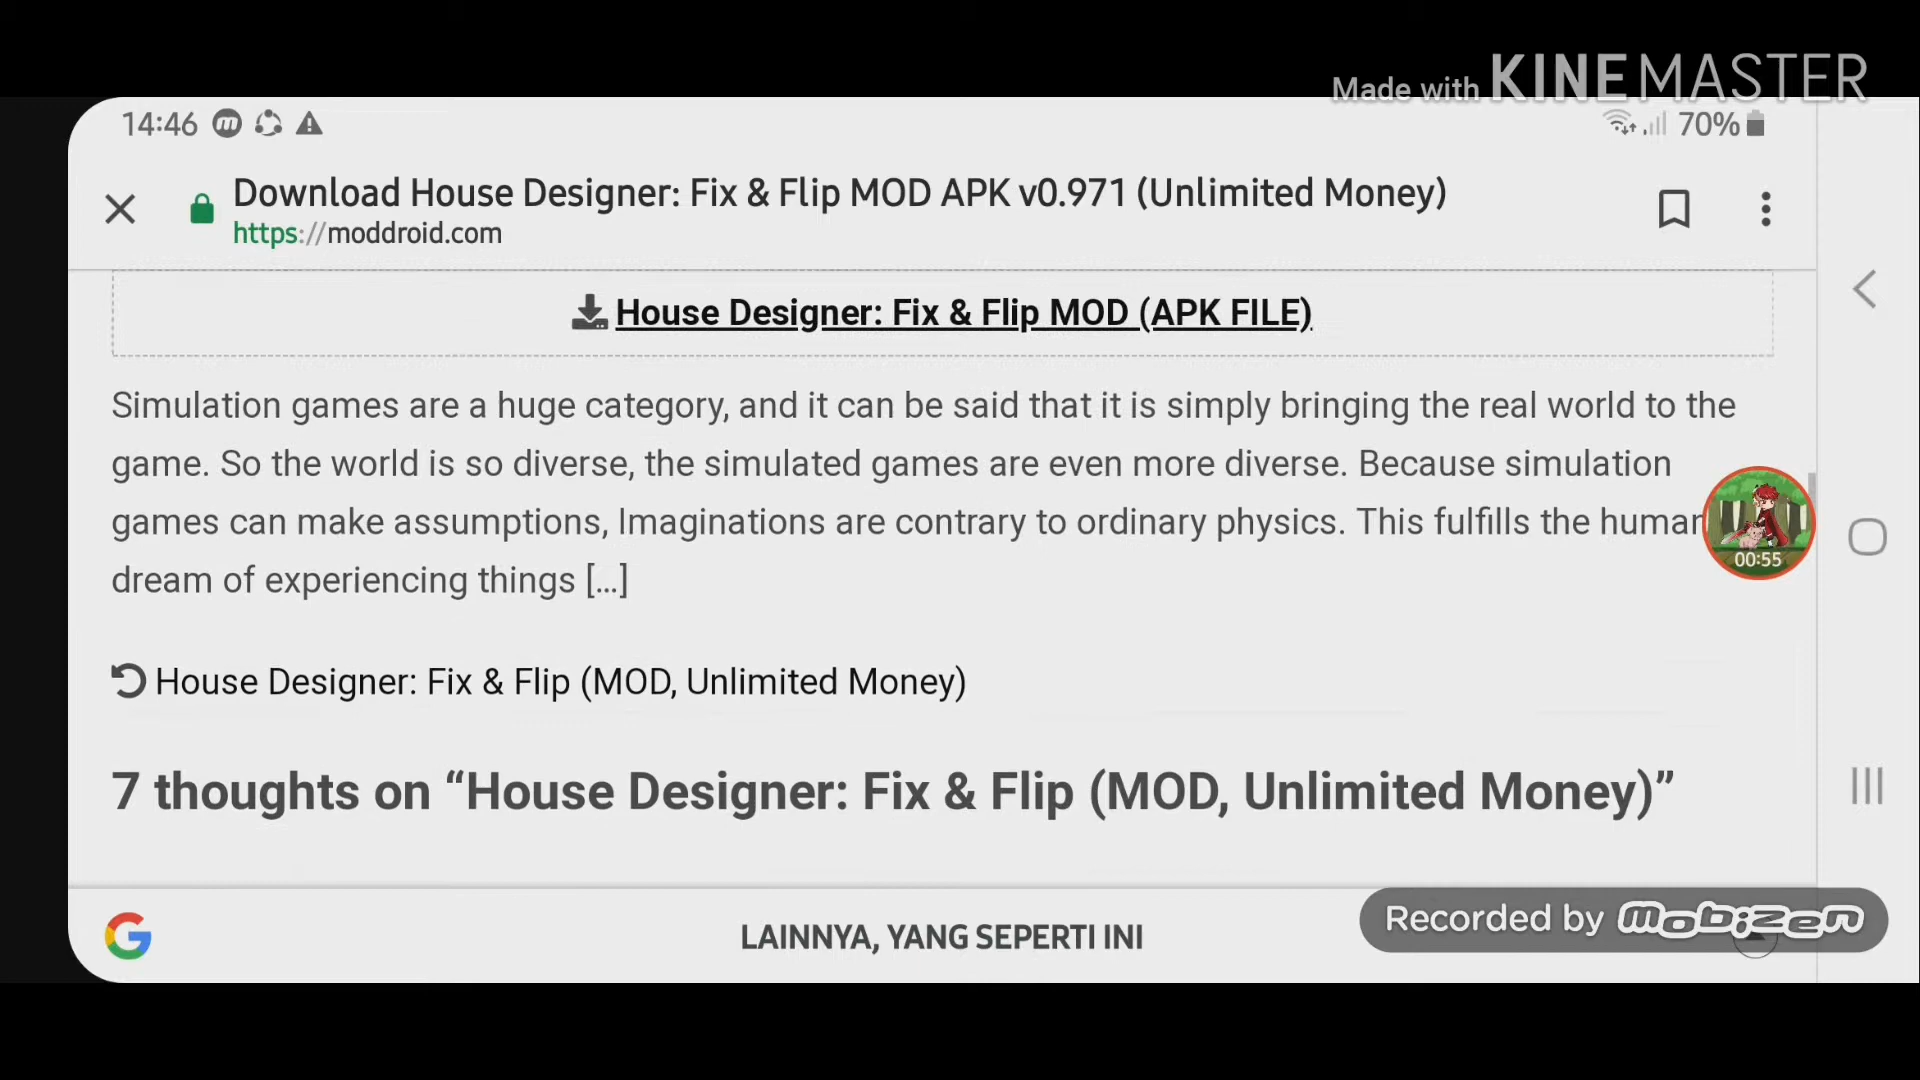 Made with KINEMASTER
14:46 70%
Download House Designer: Fix & Flip MOD APK v0.971 (Unlimited Money)
https://moddroid.com
House Designer: Fix & Flip MOD (APK FILE)
Simulation games are a huge category, and it can be said that it is simply bringing the real world to the
game. So the world is so diverse, the simulated games are even more diverse. Because simulation
games can make assumptions, Imaginations are contrary to ordinary physics. This fulfills the human
dream of experiencing things [...]
00:55
House Designer: Fix & Flip (MOD, Unlimited Money)
7 thoughts on “House Designer: Fix & Flip (MOD, Unlimited Money)”
LAINNYA, YANG SEPERTI INI
Recorded by mobizen